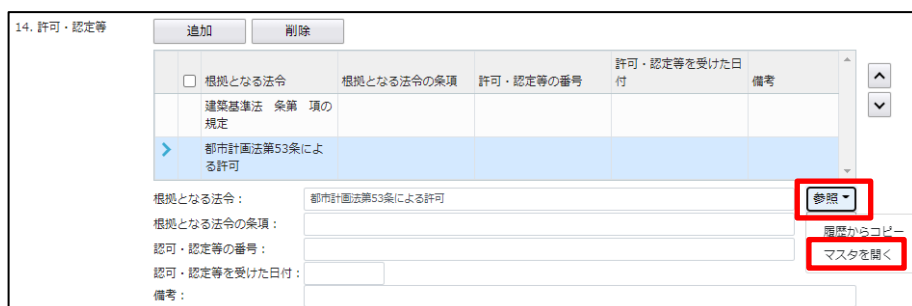 14. 許可・認定等
追加 削除
根拠となる法令 根拠となる法令の条項 許可・認定等の番号 許可・認定等を受けた日付 備考
建築基準法　条第　項の
規定
都市計画法第53条によ
る許可
根拠となる法令： 都市計画法第53条による許可 参照
根拠となる法令の条項： 履歴からコピー
認可・認定等の番号： マスタを開く
認可・認定等を受けた日付：
備考：